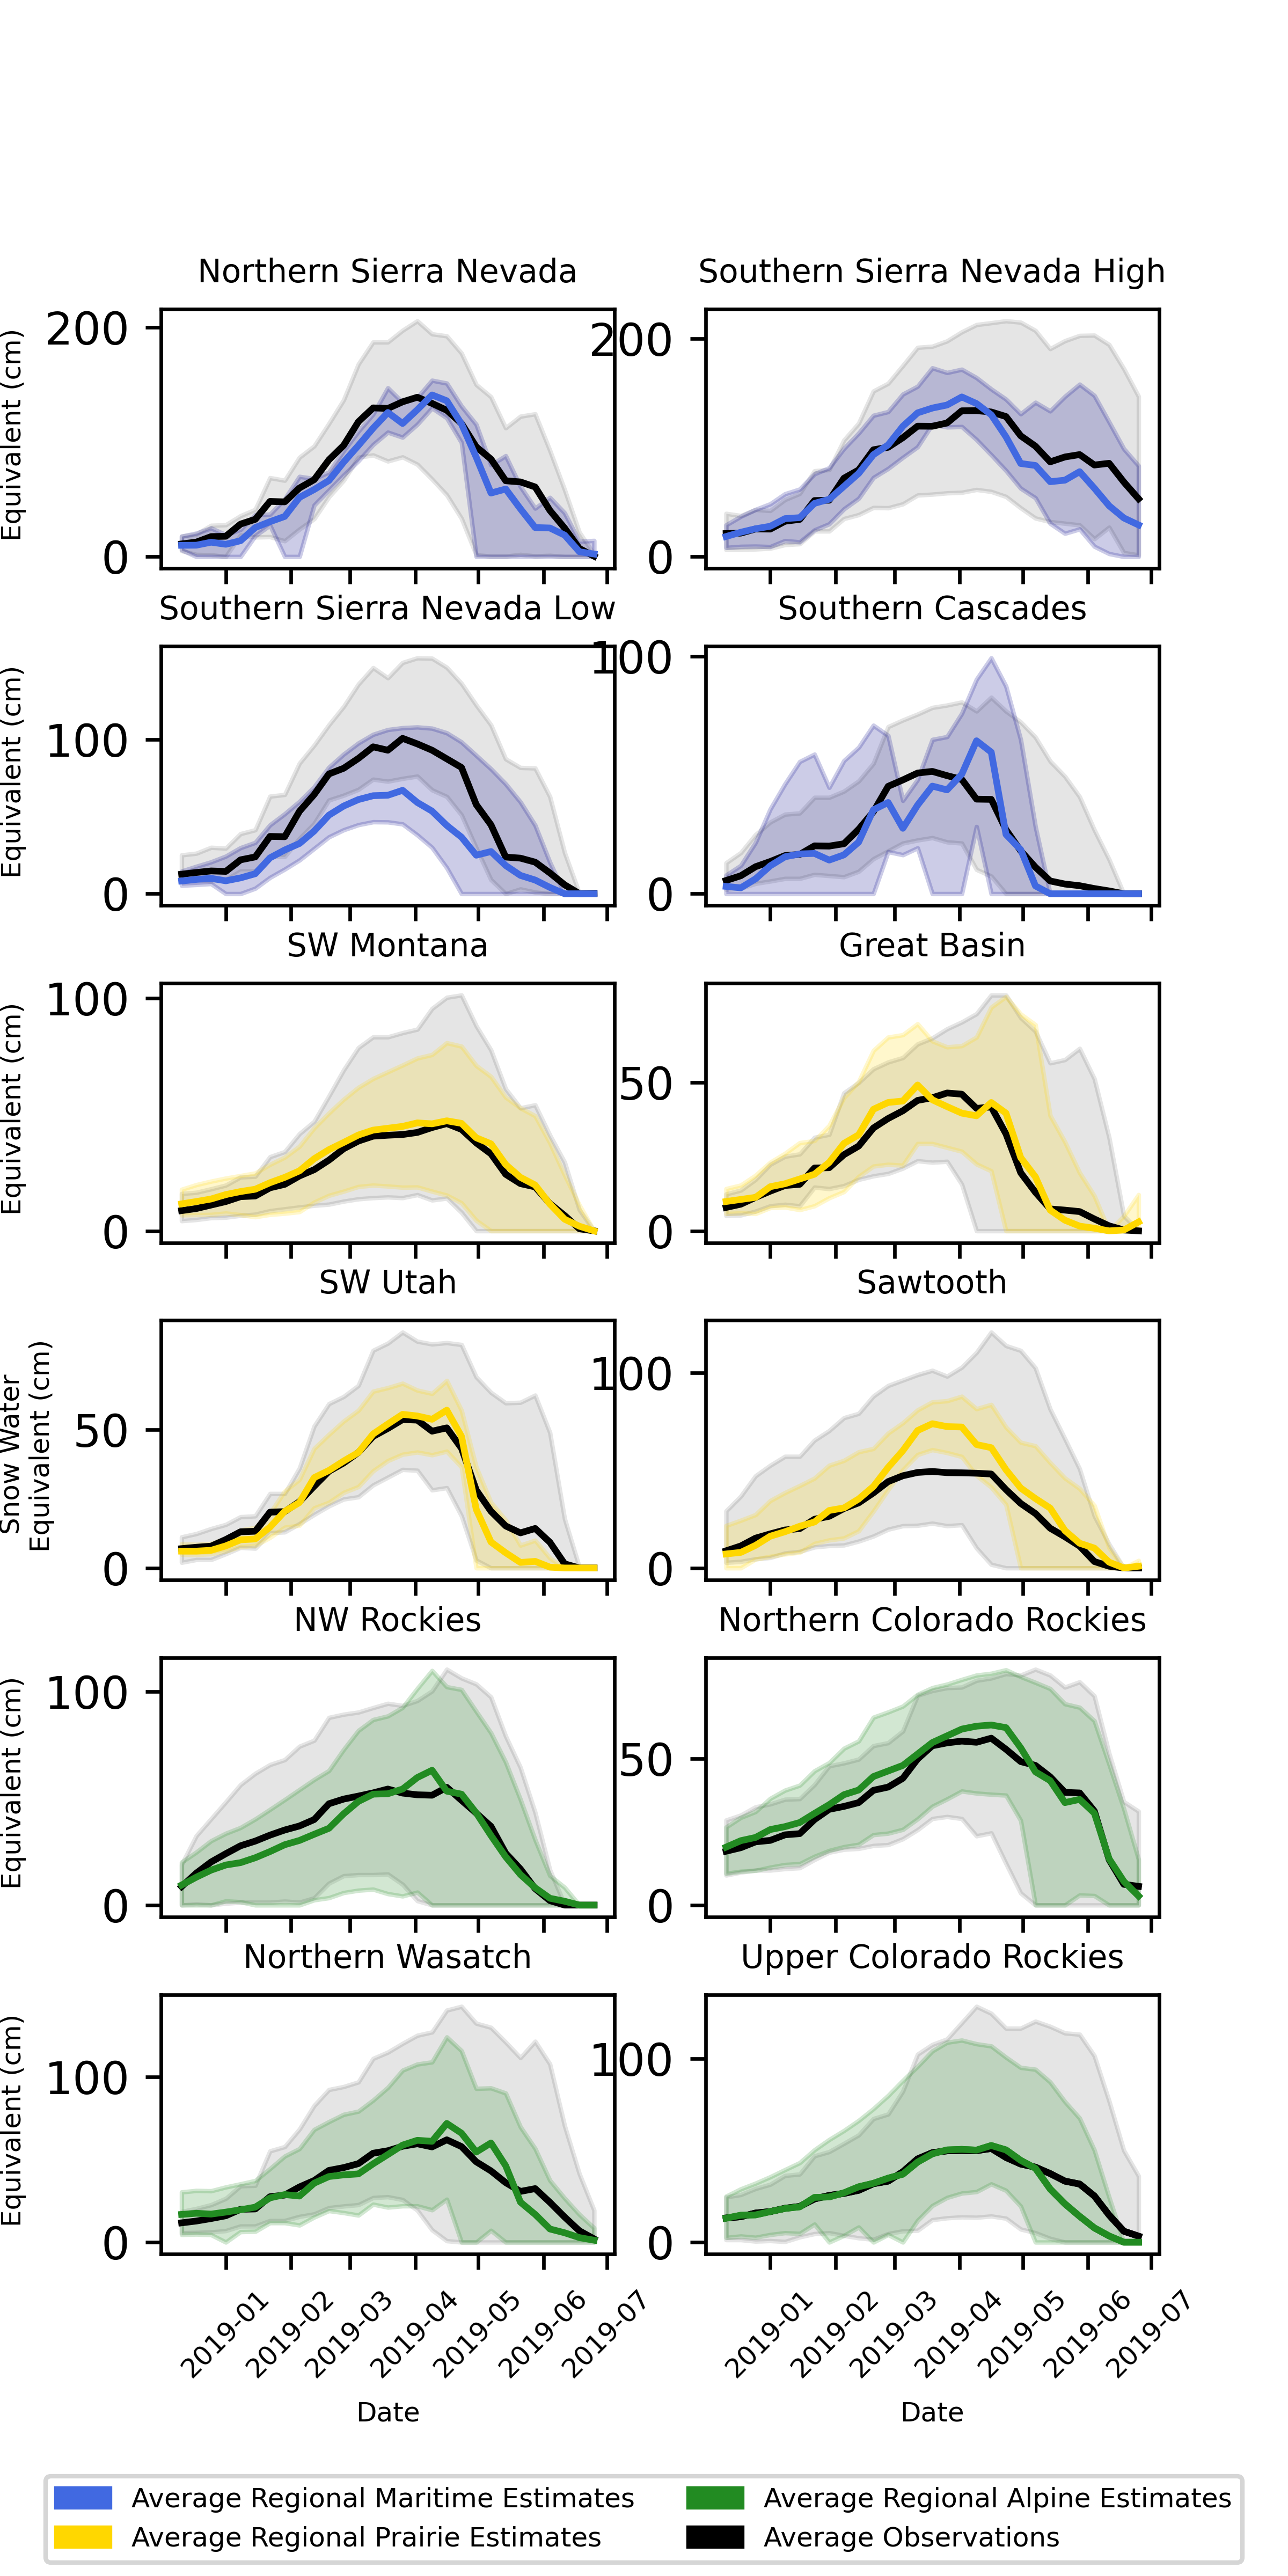 Northern Sierra Nevada
Southern Sierra Nevada High
Equivalent (cm)
200
0
200
0
Southern Sierra Nevada Low
Southern Cascades
Equivalent (cm)
100
0
100
0
SW Montana
Great Basin
Equivalent (cm)
100
0
50
0
SW Utah
Sawtooth
Snow Water
Equivalent (cm)
50
0
100
0
NW Rockies
Northern Colorado Rockies
Equivalent (cm)
100
0
50
0
Northern Wasatch
Upper Colorado Rockies
Equivalent (cm)
100
0
100
0
2019-01 2019-02 2019-03 2019-04 2019-05 2019-06 2019-07
2019-01 2019-02 2019-03 2019-04 2019-05 2019-06 2019-07
Date
Date
Average Regional Maritime Estimates
Average Regional Prairie Estimates
Average Regional Alpine Estimates
Average Observations